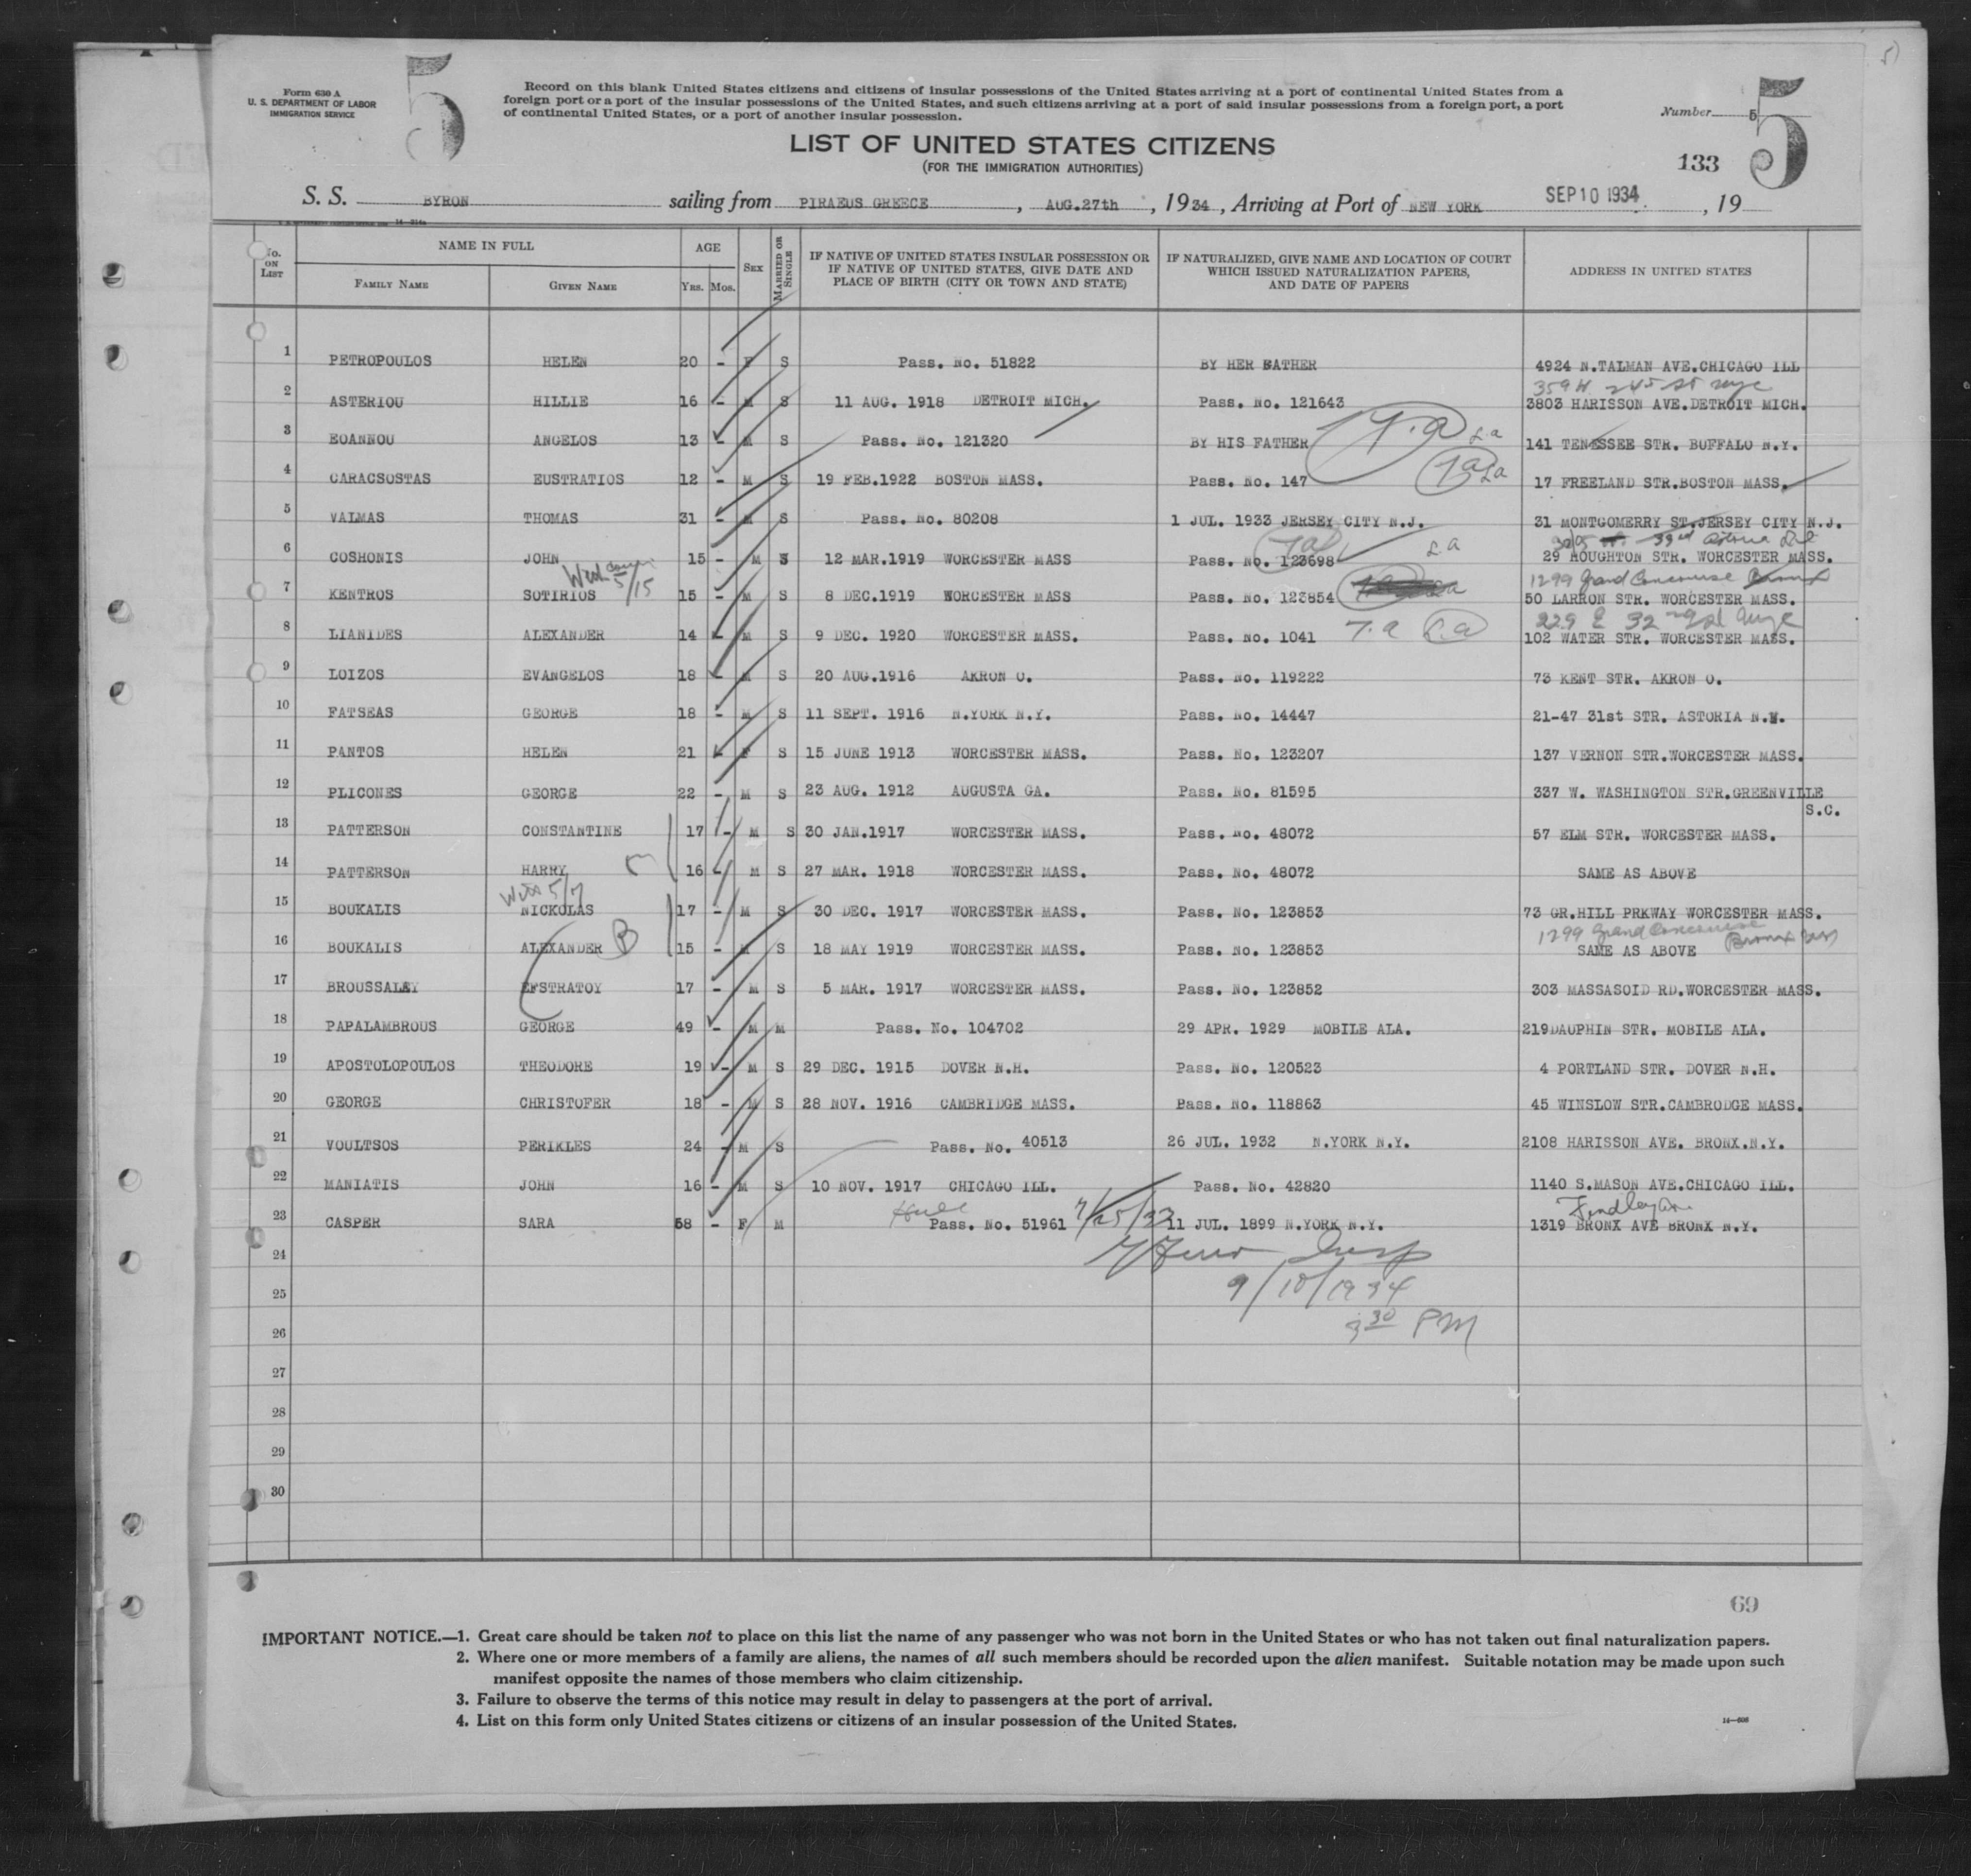 Form 630 A
U. S. DEPARTMENT OF LABOR
IMMIGRATION SERVICE
5
Record on this blank United States citizens and citizens of insular possessions of the United States arriving at a port of continental United States from a
foreign port or a port of the insular possessions of the United States, and such citizens arriving at a port of said insular possessions from a foreign port, a port
of continental United States, or a port of another insular possession.
Number 5
5
LIST OF UNITED STATES CITIZENS
(FOR THE IMMIGRATION AUTHORITIES)
133
S. S. BYRON sailing from PIRAEUS GREECE, AUG.27th, 1934, Arriving at Port of NEW YORK SEP 10 1934, 19
No. ON LIST NAME IN FULL FAMILY NAME GIVEN NAME AGE YRS. MOS. SEX MARRIED OR SINGLE IF NATIVE OF UNITED STATES INSULAR POSSESSION OR IF NATIVE OF UNITED STATES, GIVE DATE AND PLACE OF BIRTH (CITY OR TOWN AND STATE) IF NATURALIZED, GIVE NAME AND LOCATION OF COURT WHICH ISSUED NATURALIZATION PAPERS, AND DATE OF PAPERS ADDRESS IN UNITED STATES
1 PETROPOULOS HELEN 20 - F S Pass. No. 51822 BY HER FATHER 4924 N.TALMAN AVE.CHICAGO ILL
2 ASTERIOU HILLIE 16 - M S 11 AUG. 1918 DETROIT MICH. Pass. No. 121643 3803 HARISSON AVE.DETROIT MICH.
3 EOANNOU ANGELOS 13 - M S Pass. No. 121320 BY HIS FATHER 141 TENESSEE STR. BUFFALO N.Y.
4 CARACSOSTAS EUSTRATIOS 12 - M S 19 FEB.1922 BOSTON MASS. Pass. No. 147 17 FREELAND STR.BOSTON MASS.
5 VALMAS THOMAS 31 - M S Pass. No. 80208 1 JUL. 1933 JERSEY CITY N.J. 31 MONTGOMERRY ST.JERSEY CITY N.J.
6 COSHONIS JOHN 15 - M S 12 MAR.1919 WORCESTER MASS Pass. No. 123698 29 HOUGHTON STR. WORCESTER MASS.
1299 Grand Concourse Bronx
7 KENTROS SOTIRIOS 5/15 15 - M S 8 DEC.1919 WORCESTER MASS Pass. No. 123854 50 LARRON STR. WORCESTER MASS.
229 E 32 nd nyc
8 LIANIDES ALEXANDER 14 - M S 9 DEC. 1920 WORCESTER MASS. Pass. No. 1041 T.a 102 WATER STR. WORCESTER MASS.
9 LOIZOS EVANGELOS 18 - M S 20 AUG.1916 AKRON O. Pass. No. 119222 73 KENT STR. AKRON O.
10 FATSEAS GEORGE 18 - M S 11 SEPT. 1916 N.YORK N.Y. Pass. No. 14447 21-47 31st STR. ASTORIA N.Y.
11 PANTOS HELEN 21 - F S 15 JUNE 1913 WORCESTER MASS. Pass. No. 123207 137 VERNON STR.WORCESTER MASS.
12 PLICONES GEORGE 22 - M S 23 AUG. 1912 AUGUSTA GA. Pass. No. 81595 337 W. WASHINGTON STR.GREENVILLE
S.C.
13 PATTERSON CONSTANTINE 17 - M S 30 JAN.1917 WORCESTER MASS. Pass. No. 48072 57 ELM STR. WORCESTER MASS.
14 PATTERSON HARRY 16 - M S 27 MAR. 1918 WORCESTER MASS. Pass. No. 48072 SAME AS ABOVE
15 BOUKALIS NICKOLAS 17 - M S 30 DEC. 1917 WORCESTER MASS. Pass. No. 123853 73 GR.HILL PRKWAY WORCESTER MASS.
1299 Grand Concourse Bronx
16 BOUKALIS ALEXANDER B 15 - M S 18 MAY 1919 WORCESTER MASS. Pass. No. 123853 SAME AS ABOVE
17 BROUSSALEY EFSTRATOY 17 - M S 5 MAR. 1917 WORCESTER MASS. Pass. No. 123852 303 MASSASOID RD.WORCESTER MASS.
18 PAPALAMBROUS GEORGE 49 - M M Pass. No. 104702 29 APR. 1929 MOBILE ALA. 219DAUPHIN STR. MOBILE ALA.
19 APOSTOLOPOULOS THEODORE 19 - M S 29 DEC. 1915 DOVER N.H. Pass. No. 120523 4 PORTLAND STR. DOVER N.H.
20 GEORGE CHRISTOFER 18 - M S 28 NOV. 1916 CAMBRIDGE MASS. Pass. No. 118863 45 WINSLOW STR.CAMBRODGE MASS.
21 VOULTSOS PERIKLES 24 - M S Pass. No. 40513 26 JUL. 1932 N.YORK N.Y. 2108 HARISSON AVE. BRONX.N.Y.
22 MANIATIS JOHN 16 - M S 10 NOV. 1917 CHICAGO ILL. Pass. No. 42820 1140 S.MASON AVE.CHICAGO ILL.
Findley Av.
23 CASPER SARA 58 - F M Pass. No. 51961 11 JUL. 1899 N.YORK N.Y. 1319 BRONX AVE BRONX N.Y.
24
9/10/1934
25
3 30 PM
26
27
28
29
30
69
IMPORTANT NOTICE.—1. Great care should be taken not to place on this list the name of any passenger who was not born in the United States or who has not taken out final naturalization papers.
2. Where one or more members of a family are aliens, the names of all such members should be recorded upon the alien manifest. Suitable notation may be made upon such
manifest opposite the names of those members who claim citizenship.
3. Failure to observe the terms of this notice may result in delay to passengers at the port of arrival.
4. List on this form only United States citizens or citizens of an insular possession of the United States.